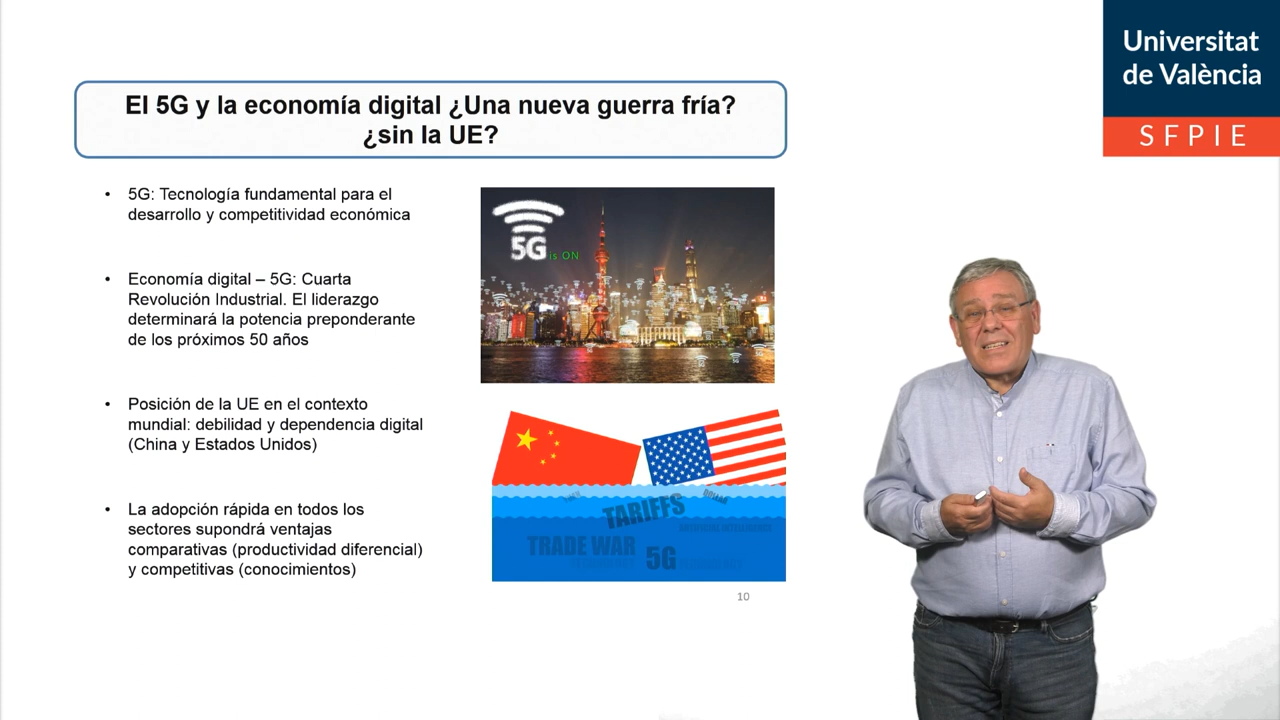 Universitat
de València
SFPIE
El 5G y la economía digital ¿Una nueva guerra fría?
¿sin la UE?
• 5G: Tecnología fundamental para el
desarrollo y competitividad económica
• Economía digital – 5G: Cuarta
Revolución Industrial. El liderazgo
determinará la potencia preponderante
de los próximos 50 años
• Posición de la UE en el contexto
mundial: debilidad y dependencia digital
(China y Estados Unidos)
• La adopción rápida en todos los
sectores supondrá ventajas
comparativas (productividad diferencial)
y competitivas (conocimientos)
5G is ON
DOLLAR
TARIFFS
ARTIFICIAL INTELLIGENCE
TRADE WAR
5G
10